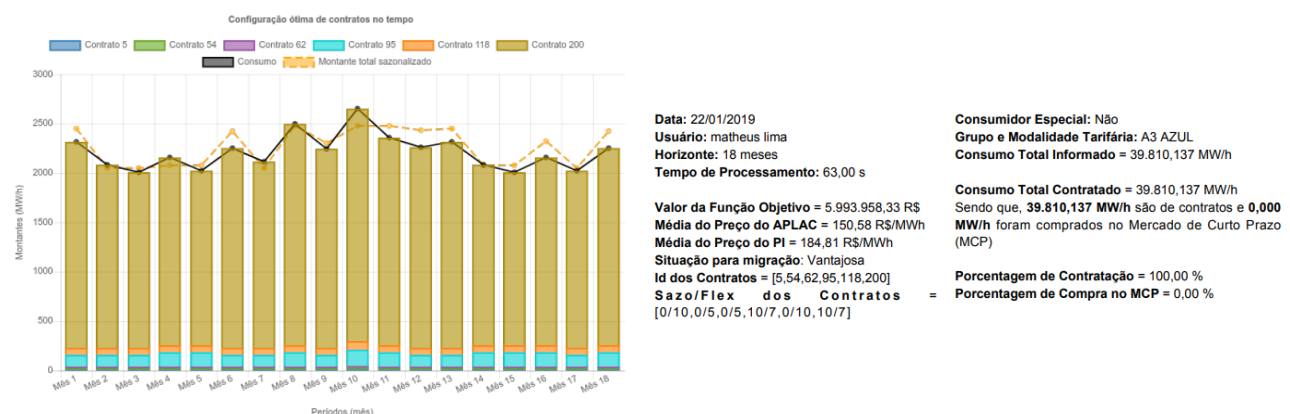 Configuração ótima de contratos no tempo
Contrato 5 Contrato 54 Contrato 62 Contrato 95 Contrato 118 Contrato 200
Consumo Montante total sazonalizado
Montantes (MW/h)
3000
2500
2000
1500
1000
500
0
Mês 1 Mês 2 Mês 3 Mês 4 Mês 5 Mês 6 Mês 7 Mês 8 Mês 9 Mês 10 Mês 11 Mês 12 Mês 13 Mês 14 Mês 15 Mês 16 Mês 17 Mês 18
Períodos (mês)
Data: 22/01/2019
Usuário: matheus lima
Horizonte: 18 meses
Tempo de Processamento: 63,00 s
Valor da Função Objetivo = 5.993.958,33 R$
Média do Preço do APLAC = 150,58 R$/MWh
Média do Preço do PI = 184,81 R$/MWh
Situação para migração: Vantajosa
Id dos Contratos = [5,54,62,95,118,200]
Sazo/Flex dos Contratos =
[0/10,0/5,0/5,10/7,0/10,10/7]
Consumidor Especial: Não
Grupo e Modalidade Tarifária: A3 AZUL
Consumo Total Informado = 39.810,137 MW/h
Consumo Total Contratado = 39.810,137 MW/h
Sendo que, 39.810,137 MW/h são de contratos e 0,000
MW/h foram comprados no Mercado de Curto Prazo
(MCP)
Porcentagem de Contratação = 100,00 %
Porcentagem de Compra no MCP = 0,00 %